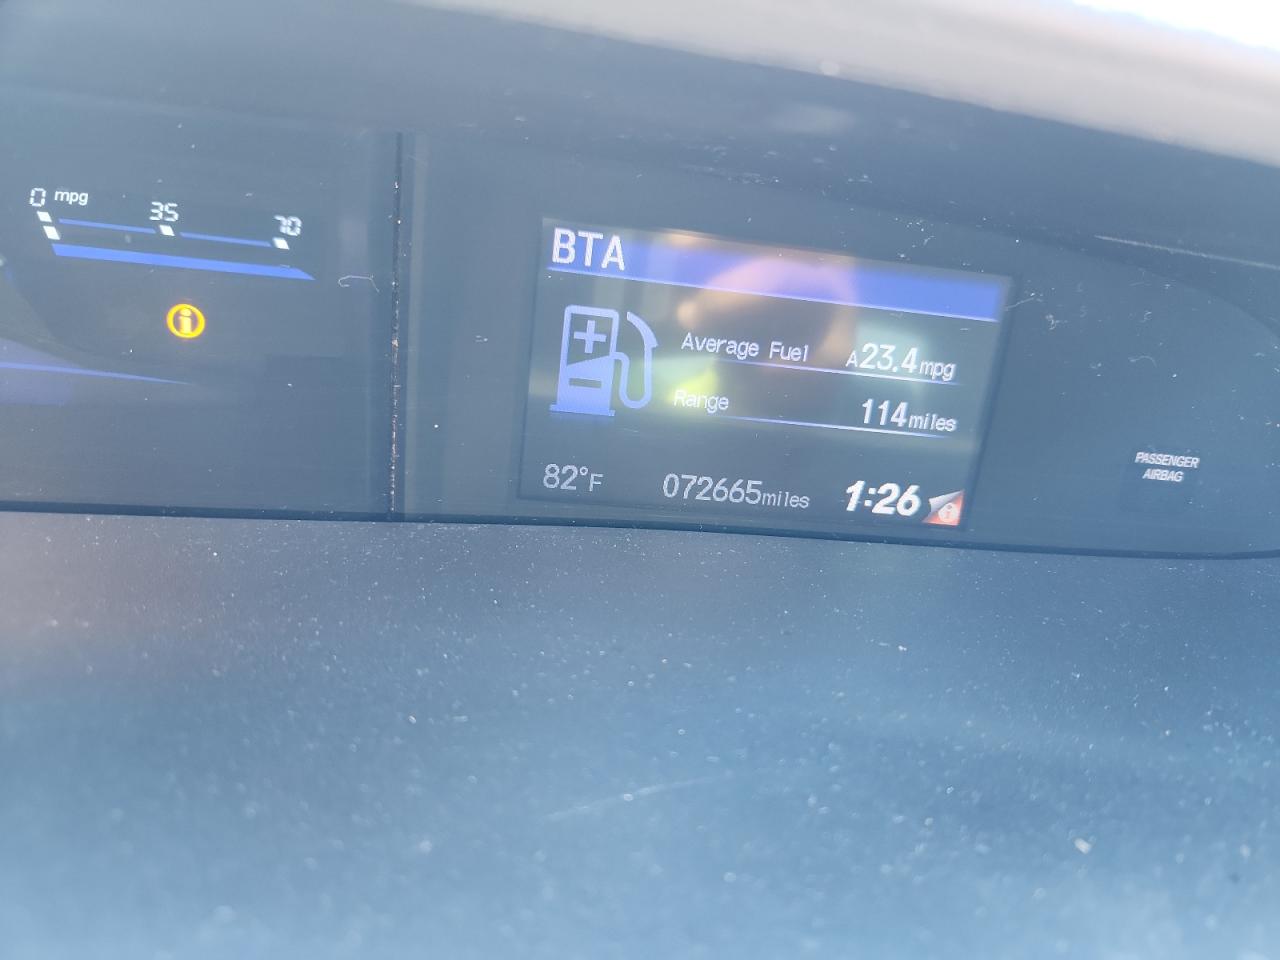 0 mpg 35 70
BTA
Average Fuel A23.4mpg
Range 114miles
82°F 072665miles 1:26
PASSENGER
AIRBAG